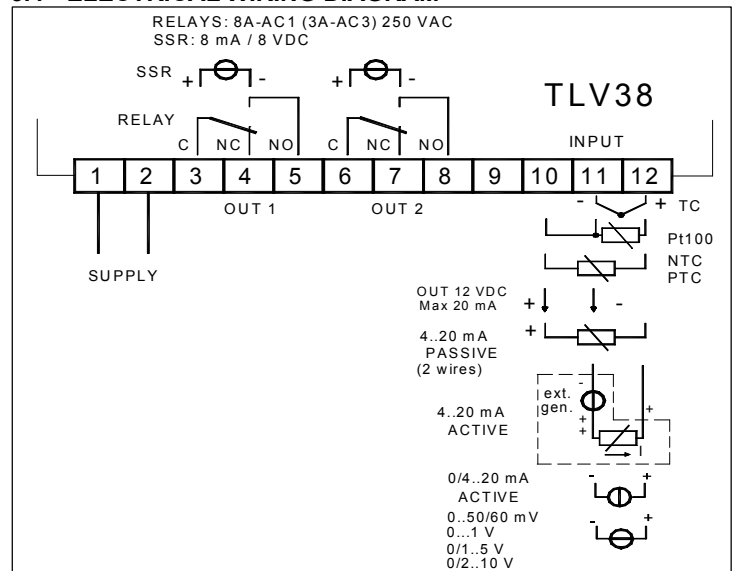 RELAYS: 8A-AC1 (3A-AC3) 250 VAC
SSR: 8 mA / 8 VDC
SSR + - + -
TLV38
RELAY
C NC NO C NC NO INPUT
1 2 3 4 5 6 7 8 9 10 11 12
OUT 1 OUT 2
- + TC
Pt100
SUPPLY
NTC
PTC
OUT 12 VDC
Max 20 mA + -
4..20 mA +
PASSIVE
(2 wires)
-
ext.
gen.
+
+
+
I
4..20 mA
ACTIVE
0/4..20 mA - +
ACTIVE
0..50/60 mV - +
0...1 V
0/1..5 V
0/2..10 V